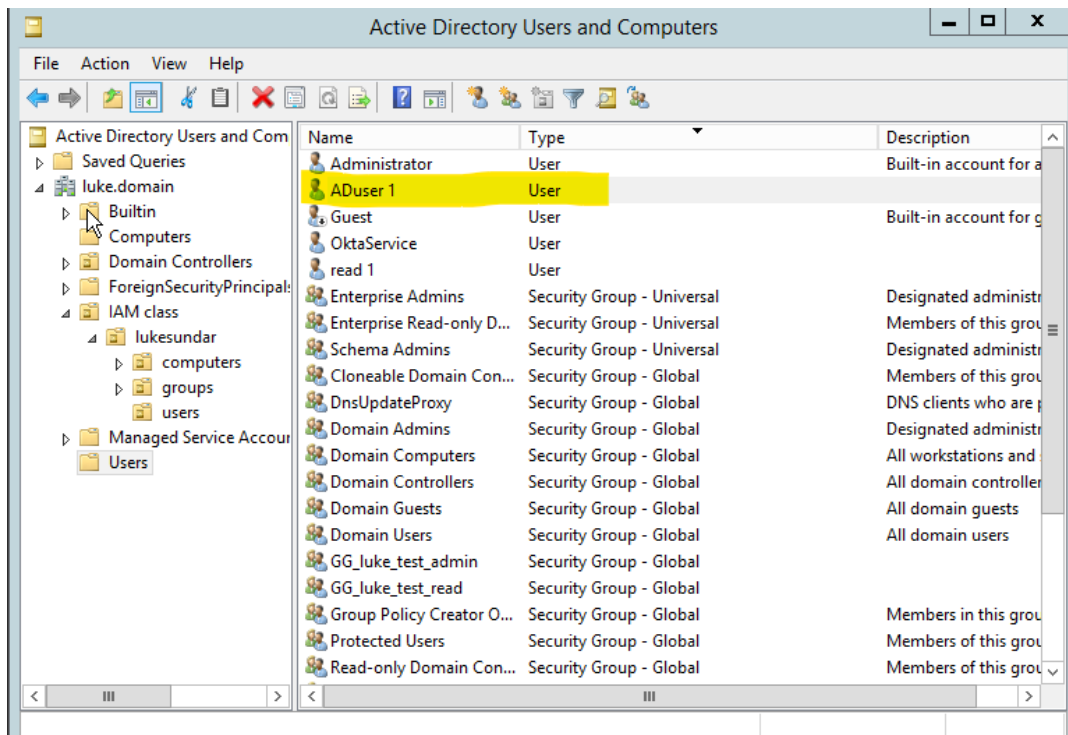 Active Directory Users and Computers
File Action View Help
Active Directory Users and Com
Saved Queries
luke.domain
Builtin
Computers
Domain Controllers
ForeignSecurityPrincipals
IAM class
lukesundar
computers
groups
users
Managed Service Accour
Users
Name Type Description
Administrator User Built-in account for a
ADuser 1 User
Guest User Built-in account for g
OktaService User
read 1 User
Enterprise Admins Security Group - Universal Designated administr
Enterprise Read-only D... Security Group - Universal Members of this grou
Schema Admins Security Group - Universal Designated administr
Cloneable Domain Con... Security Group - Global Members of this grou
DnsUpdateProxy Security Group - Global DNS clients who are p
Domain Admins Security Group - Global Designated administr
Domain Computers Security Group - Global All workstations and
Domain Controllers Security Group - Global All domain controller
Domain Guests Security Group - Global All domain guests
Domain Users Security Group - Global All domain users
GG_luke_test_admin Security Group - Global
GG_luke_test_read Security Group - Global
Group Policy Creator O... Security Group - Global Members in this grou
Protected Users Security Group - Global Members of this grou
Read-only Domain Con... Security Group - Global Members of this grou